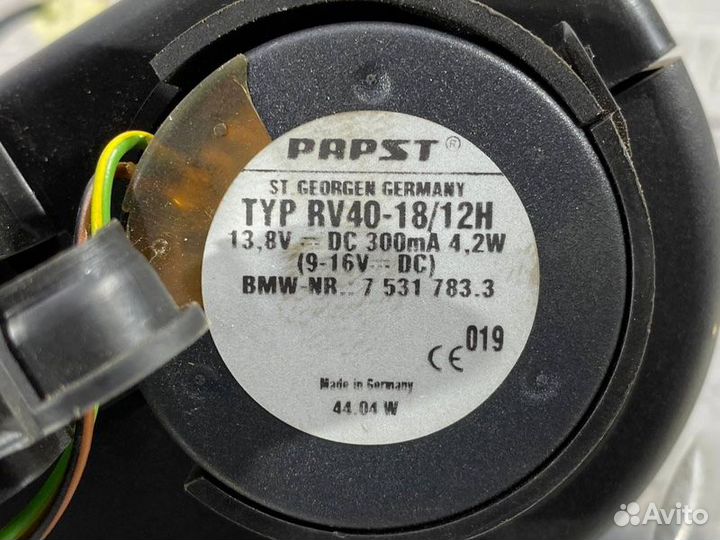 PAPST®
ST GEORGEN GERMANY
TYP RV40-18/12H
13,8V ⎓ DC 300mA 4,2W
(9-16V ⎓ DC)
BMW-NR.: 7 531 783.3
CE 019
Made in Germany
44.04 W
Avito